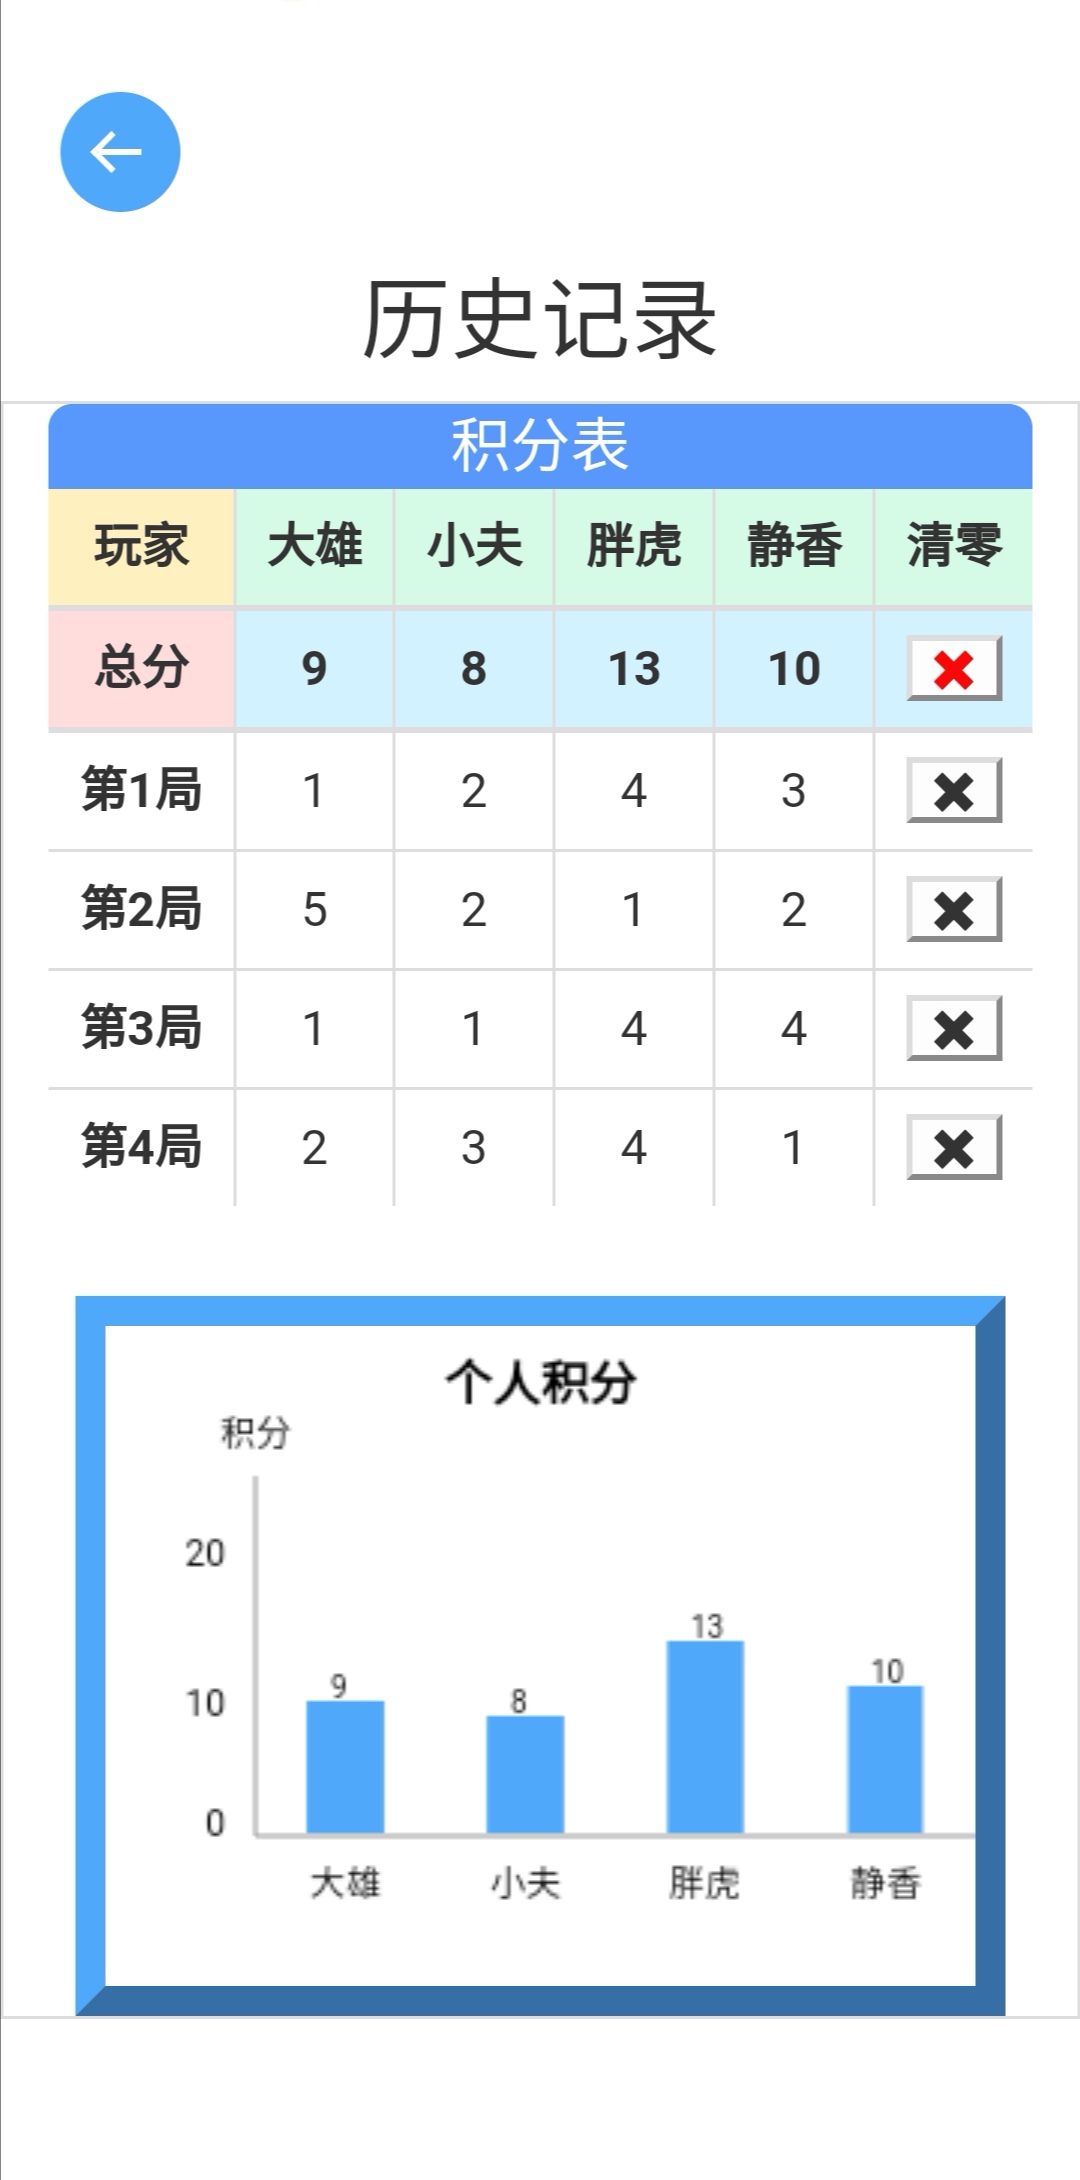 历史记录
积分表
玩家 大雄 小夫 胖虎 静香 清零
总分 9 8 13 10
第1局 1 2 4 3
第2局 5 2 1 2
第3局 1 1 4 4
第4局 2 3 4 1
个人积分
积分
20
13
10
9
8
10
0
大雄 小夫 胖虎 静香